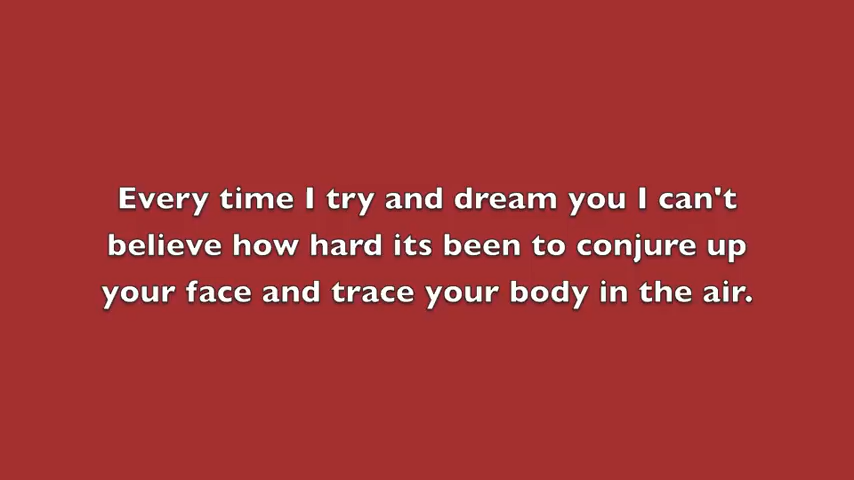 Every time I try and dream you I can't
believe how hard its been to conjure up
your face and trace your body in the air.